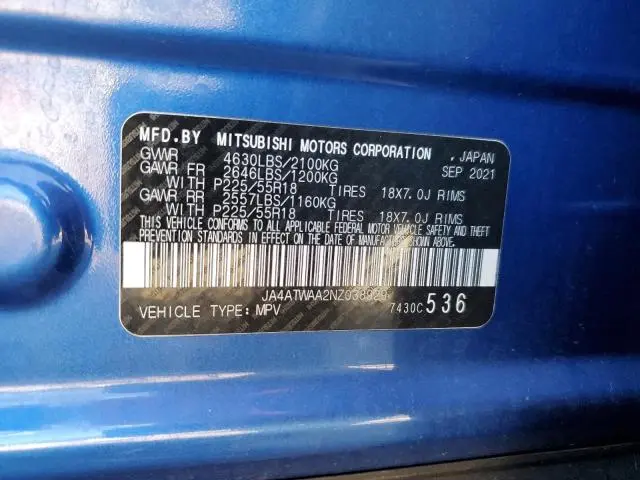 MFD.BY MITSUBISHI MOTORS CORPORATION , JAPAN
GVWR 4630LBS/2100KG SEP 2021
GAWR FR 2646LBS/1200KG
WITH P225/55R18 TIRES 18X7.0J RIMS
GAWR RR 2557LBS/1160KG
WITH P225/55R18 TIRES 18X7.0J RIMS
THIS VEHICLE CONFORMS TO ALL APPLICABLE FEDERAL MOTOR VEHICLE SAFETY AND THEFT
PREVENTION STANDARDS IN EFFECT ON THE DATE OF MANUFACTURE SHOWN ABOVE.
JA4ATWAA2NZ038929
VEHICLE TYPE: MPV 7430C 536